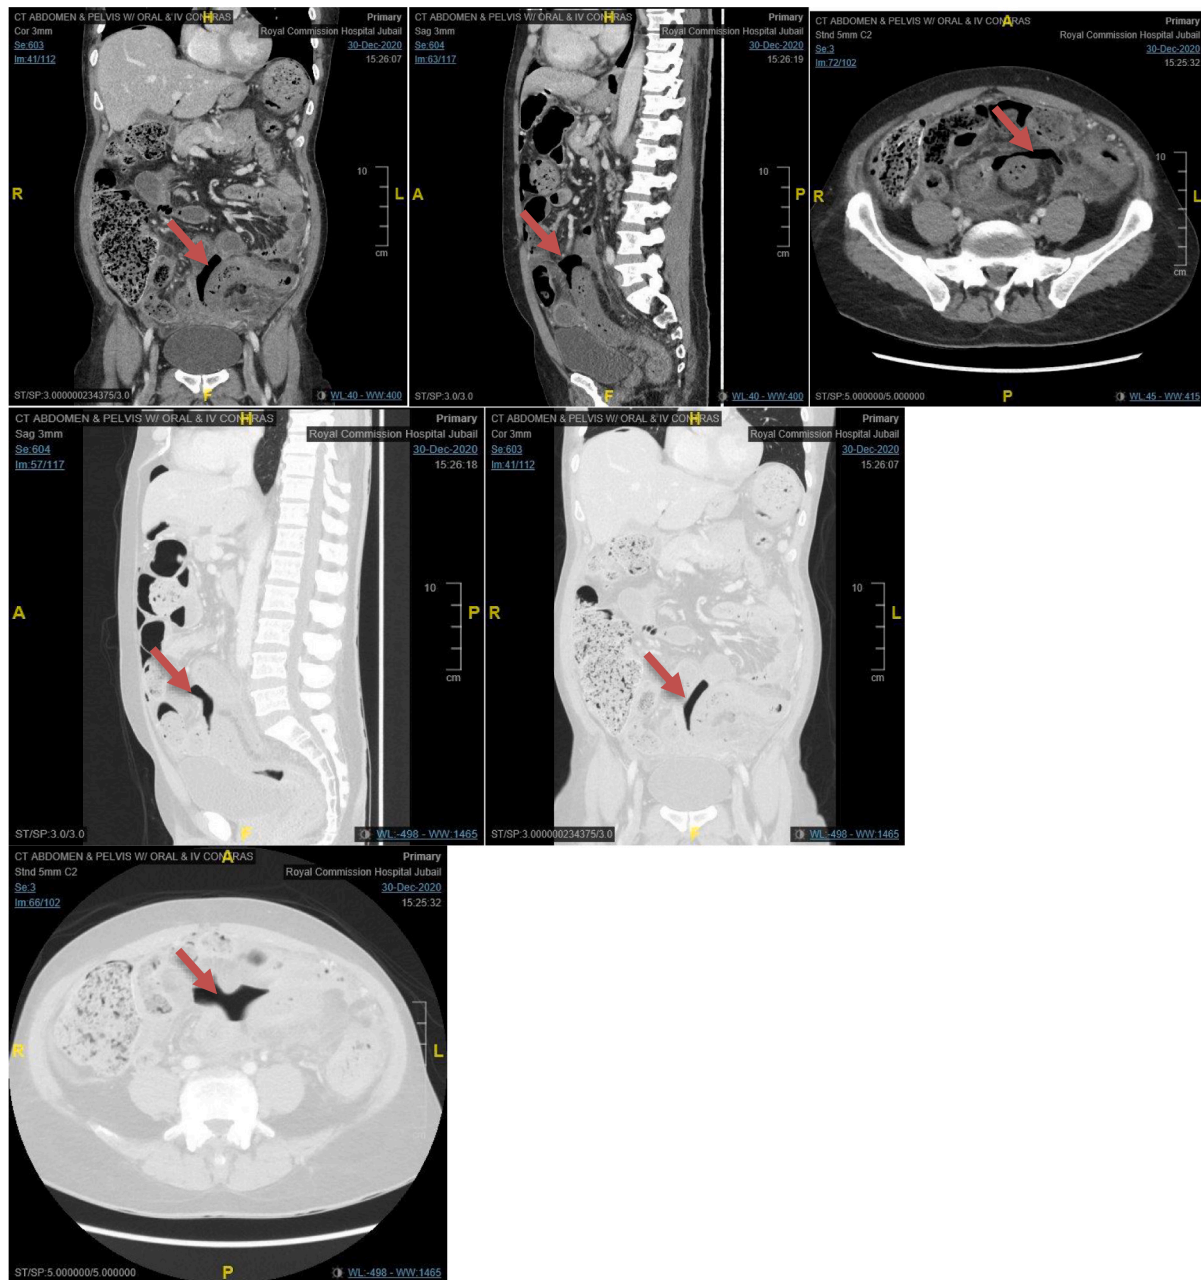 CT ABDOMEN & PELVIS W/ ORAL & IV CONTRAS
Cor 3mm
Se:603
Im:41/112
H
Primary
Royal Commission Hospital Jubail
30-Dec-2020
15:26:07
R
L
10
cm
ST/SP:3.000000234375/3.0
F
WL:40 - WW:400
CT ABDOMEN & PELVIS W/ ORAL & IV CONTRAS
Sag 3mm
Se:604
Im:63/117
H
Primary
Royal Commission Hospital Jubail
30-Dec-2020
15:26:19
A
P
10
cm
ST/SP:3.0/3.0
F
WL:40 - WW:400
CT ABDOMEN & PELVIS W/ ORAL & IV CONTRAS
Stnd 5mm C2
Se:3
Im:72/102
A
Primary
Royal Commission Hospital Jubail
30-Dec-2020
15:25:32
R
L
10
cm
ST/SP:5.000000/5.000000
P
WL:45 - WW:415
CT ABDOMEN & PELVIS W/ ORAL & IV CONTRAS
Sag 3mm
Se:604
Im:57/117
H
Primary
Royal Commission Hospital Jubail
30-Dec-2020
15:26:18
A
P
10
cm
ST/SP:3.0/3.0
F
WL:-498 - WW:1465
CT ABDOMEN & PELVIS W/ ORAL & IV CONTRAS
Cor 3mm
Se:603
Im:41/112
H
Primary
Royal Commission Hospital Jubail
30-Dec-2020
15:26:07
R
L
10
cm
ST/SP:3.000000234375/3.0
F
WL:-498 - WW:1465
CT ABDOMEN & PELVIS W/ ORAL & IV CONTRAS
Stnd 5mm C2
Se:3
Im:66/102
A
Primary
Royal Commission Hospital Jubail
30-Dec-2020
15:25:32
R
L
ST/SP:5.000000/5.000000
P
WL:-498 - WW:1465